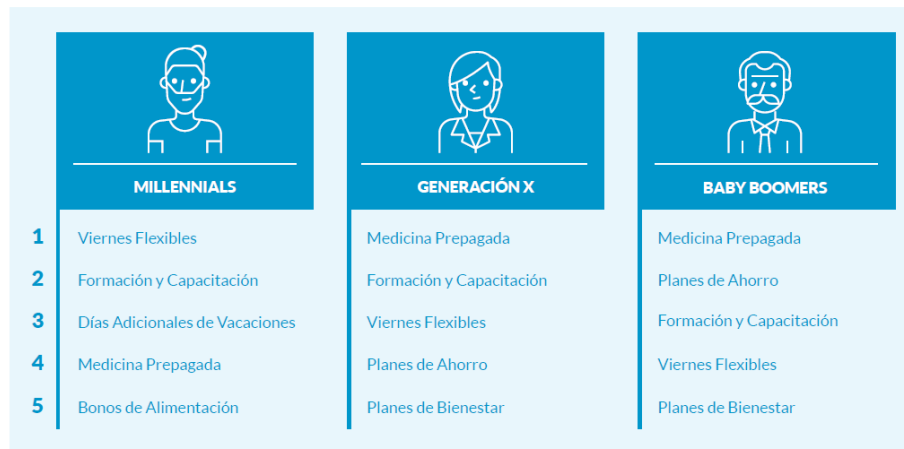 MILLENNIALS
GENERACIÓN X
BABY BOOMERS
1 Viernes Flexibles Medicina Prepagada Medicina Prepagada
2 Formación y Capacitación Formación y Capacitación Planes de Ahorro
3 Días Adicionales de Vacaciones Viernes Flexibles Formación y Capacitación
4 Medicina Prepagada Planes de Ahorro Viernes Flexibles
5 Bonos de Alimentación Planes de Bienestar Planes de Bienestar